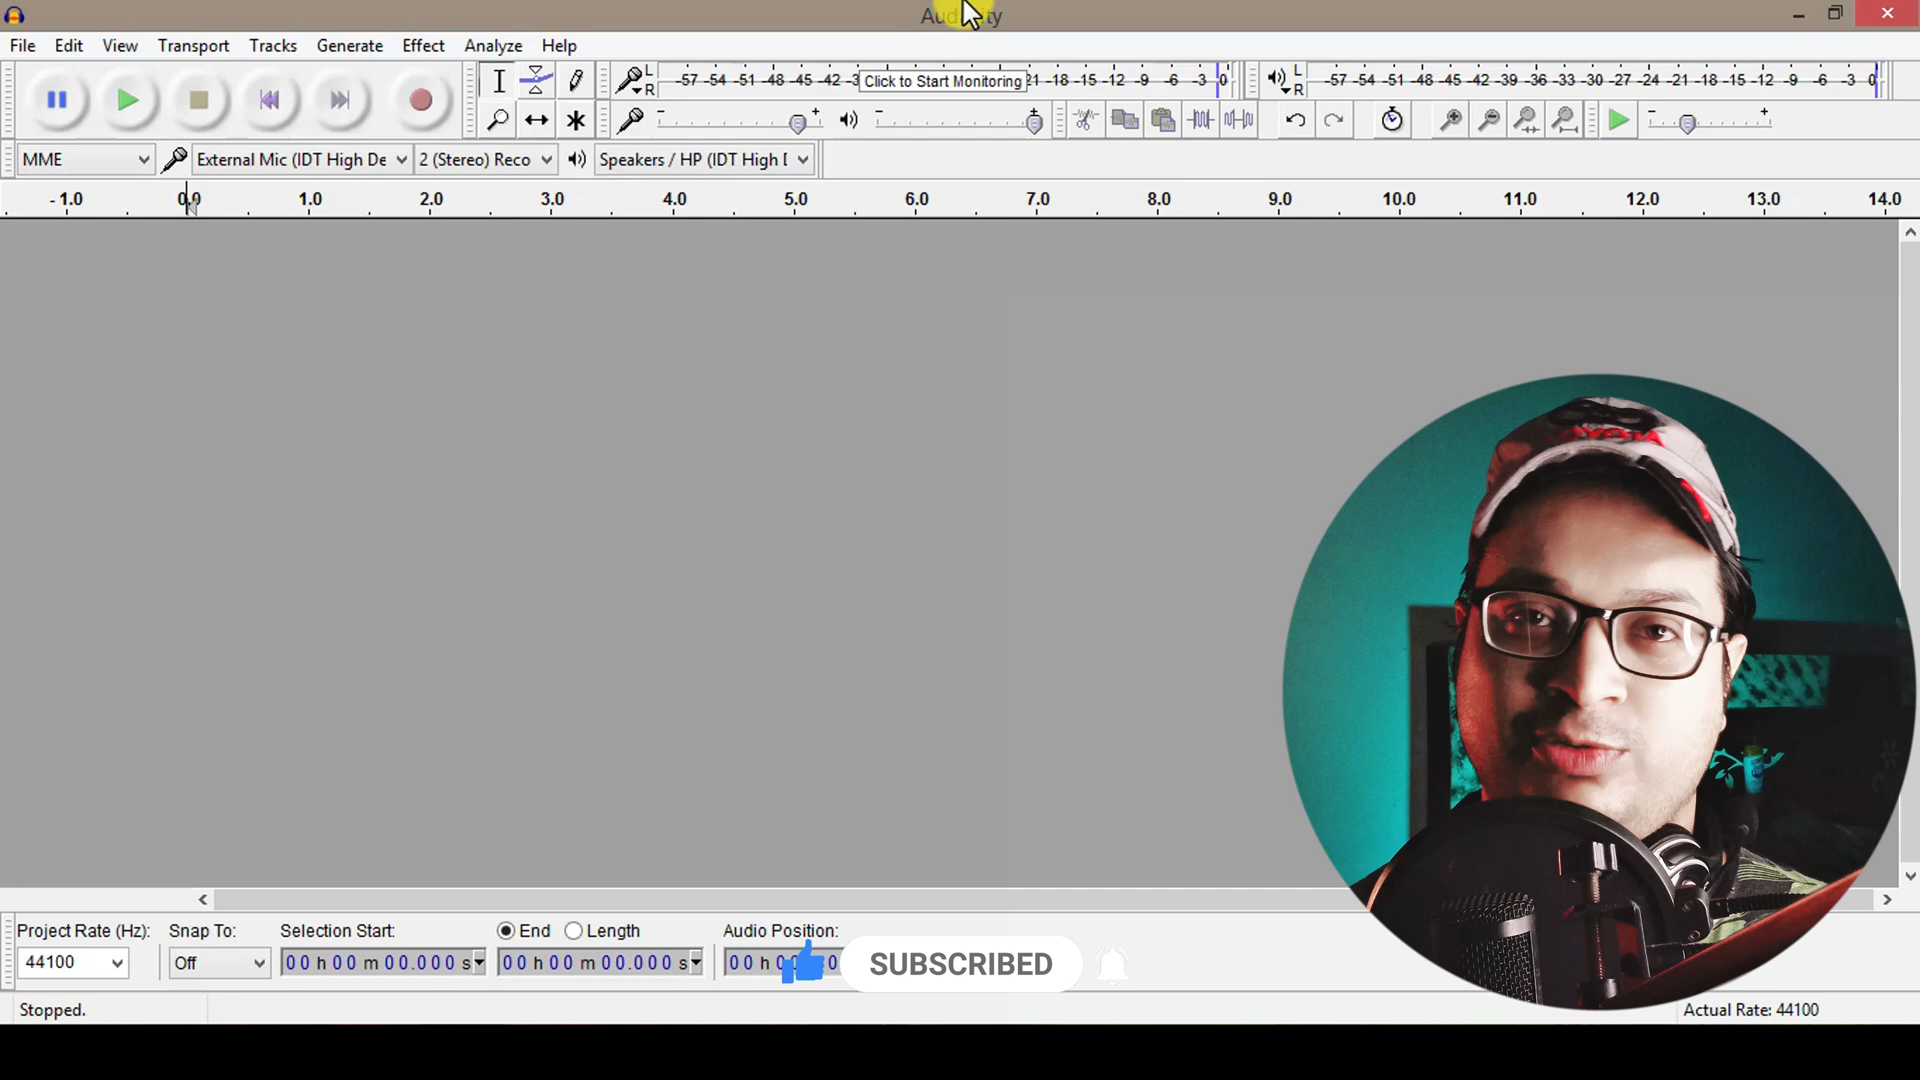 Audacity
File Edit View Transport Tracks Generate Effect Analyze Help
L R -57 -54 -51 -48 -45 -42 -3 Click to Start Monitoring 21 -18 -15 -12 -9 -6 -3 0 L R -57 -54 -51 -48 -45 -42 -39 -36 -33 -30 -27 -24 -21 -18 -15 -12 -9 -6 -3 0
MME External Mic (IDT High De 2 (Stereo) Reco Speakers / HP (IDT High [
- 1.0 0.0 1.0 2.0 3.0 4.0 5.0 6.0 7.0 8.0 9.0 10.0 11.0 12.0 13.0 14.0
Project Rate (Hz): Snap To: Selection Start: End Length Audio Position:
44100 Off 00 h 00 m 00.000 s 00 h 00 m 00.000 s 00 h
SUBSCRIBED
Stopped. Actual Rate: 44100